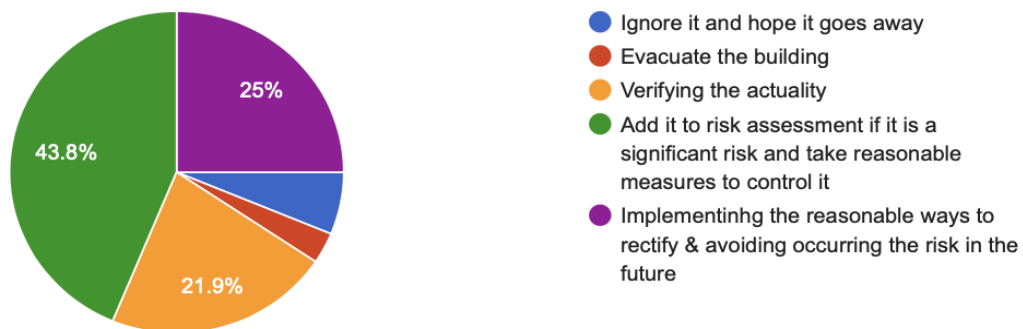 25%
43.8%
21.9%
Ignore it and hope it goes away
Evacuate the building
Verifying the actuality
Add it to risk assessment if it is a
significant risk and take reasonable
measures to control it
Implementinhg the reasonable ways to
rectify & avoiding occurring the risk in the
future